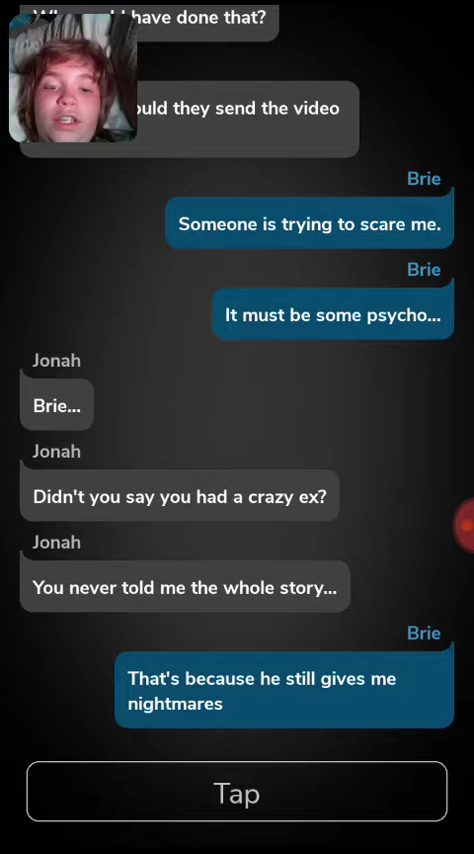 have done that?
ould they send the video
Brie
Someone is trying to scare me.
Brie
It must be some psycho...
Jonah
Brie...
Jonah
Didn't you say you had a crazy ex?
Jonah
You never told me the whole story...
Brie
That's because he still gives me
nightmares
Tap